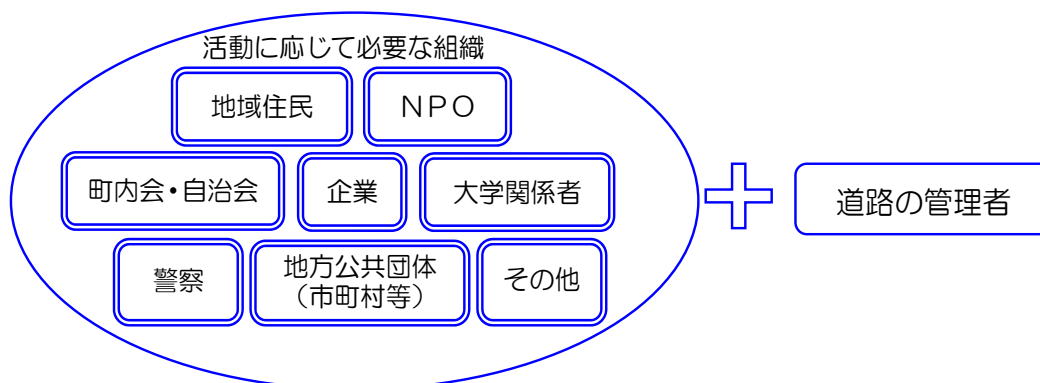 活動に応じて必要な組織
地域住民
ＮＰＯ
町内会・自治会
企業
大学関係者
道路の管理者
警察
地方公共団体
（市町村等）
その他